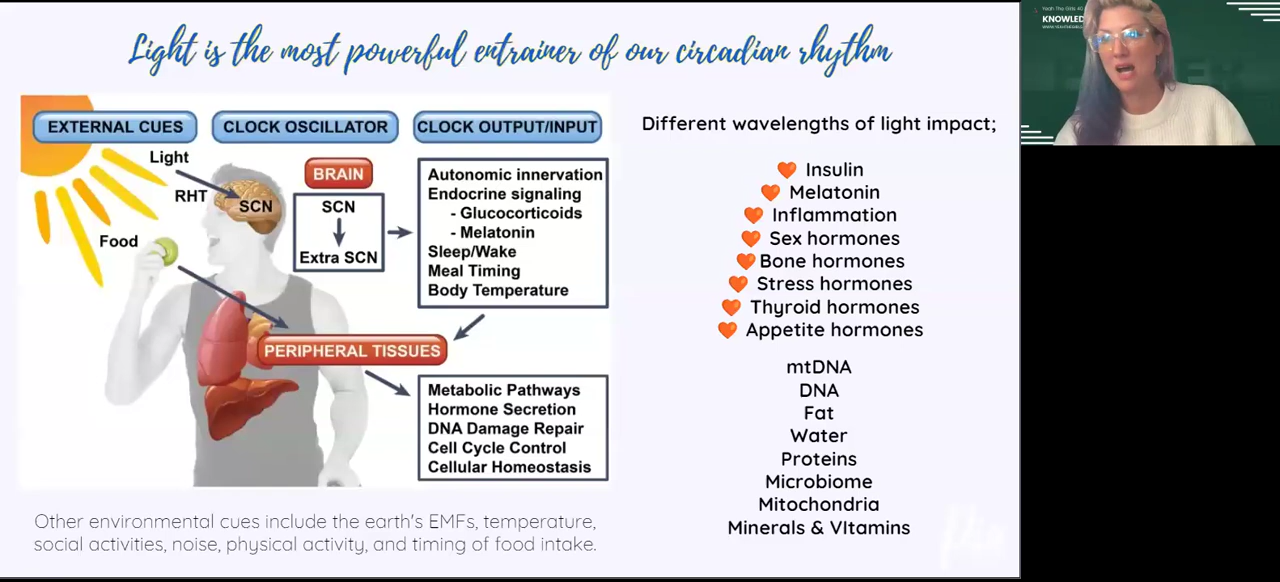 Light is the most powerful entrainer of our circadian rhythm
EXTERNAL CUES
CLOCK OSCILLATOR
CLOCK OUTPUT/INPUT
Light
RHT
SCN
Food
BRAIN
SCN
Extra SCN
Autonomic innervation
Endocrine signaling
- Glucocorticoids
- Melatonin
Sleep/Wake
Meal Timing
Body Temperature
PERIPHERAL TISSUES
Metabolic Pathways
Hormone Secretion
DNA Damage Repair
Cell Cycle Control
Cellular Homeostasis
Other environmental cues include the earth's EMFs, temperature,
social activities, noise, physical activity, and timing of food intake.
Different wavelengths of light impact;
Insulin
Melatonin
Inflammation
Sex hormones
Bone hormones
Stress hormones
Thyroid hormones
Appetite hormones
mtDNA
DNA
Fat
Water
Proteins
Microbiome
Mitochondria
Minerals & VItamins
Yeah The Girls 40
KNOWLED